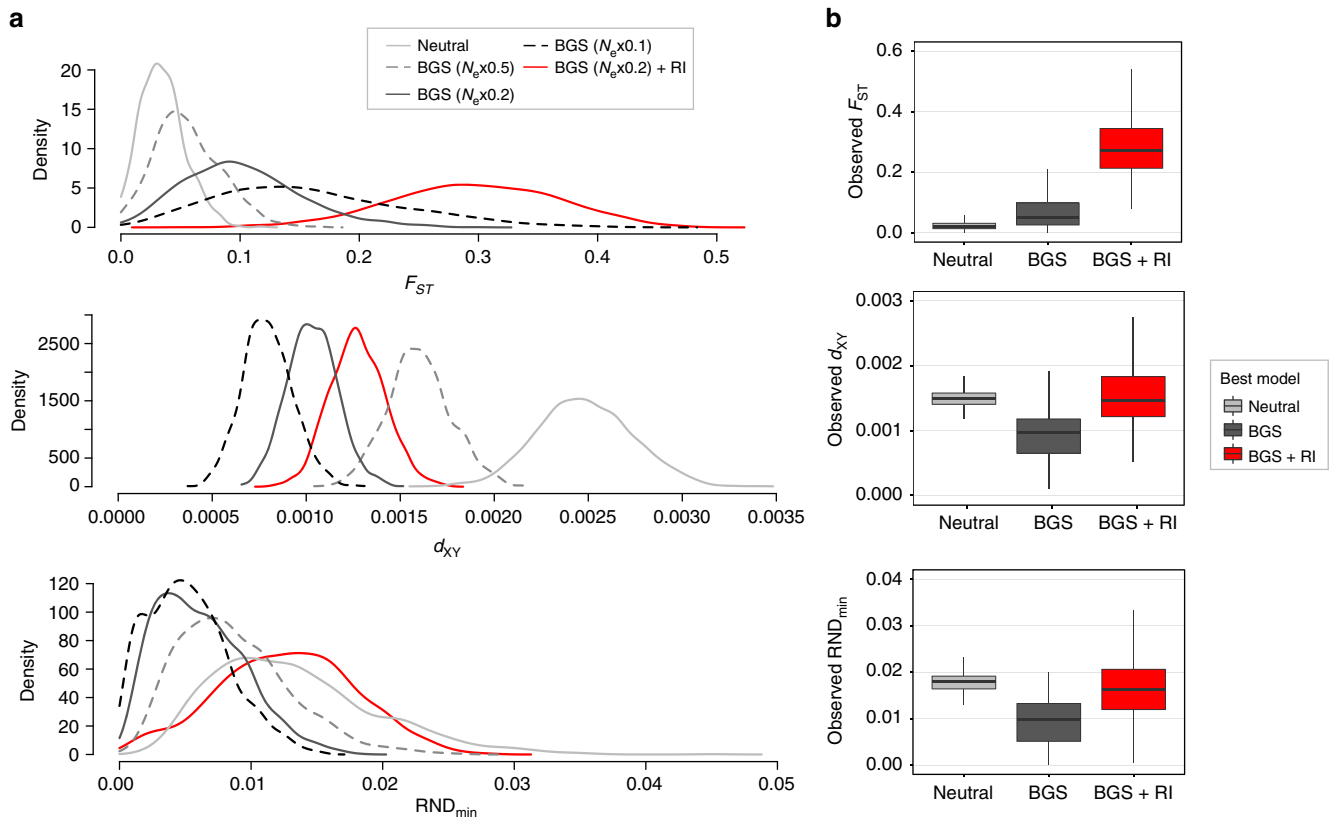 a
Neutral
BGS (Nex0.5)
BGS (Nex0.2)
BGS (Nex0.1)
BGS (Nex0.2) + RI
20
15
10
5
0
Density
0.0 0.1 0.2 0.3 0.4 0.5
FST
2500
1500
500
0
Density
0.0000 0.0005 0.0010 0.0015 0.0020 0.0025 0.0030 0.0035
dXY
120
100
80
60
40
20
0
Density
0.00 0.01 0.02 0.03 0.04 0.05
RNDmin
b
0.6
0.4
0.2
0.0
Observed FST
Neutral BGS BGS + RI
0.003
0.002
0.001
0.000
Observed dXY
Neutral BGS BGS + RI
Best model
Neutral
BGS
BGS + RI
0.04
0.03
0.02
0.01
0.00
Observed RNDmin
Neutral BGS BGS + RI